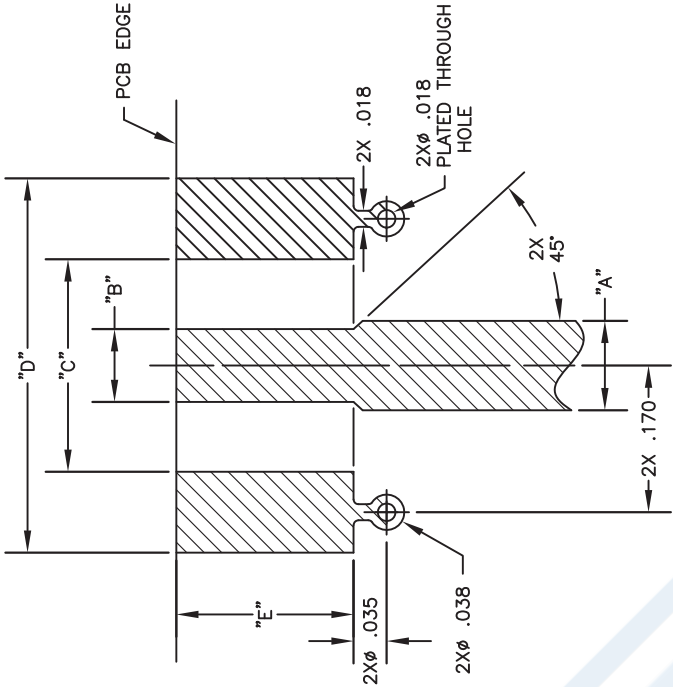 PCB EDGE
"D"
"C"
"B"
2X .018
2XØ .018
PLATED THROUGH
HOLE
2X
45°
"A"
2X .170
"E"
2XØ .035
2XØ .038